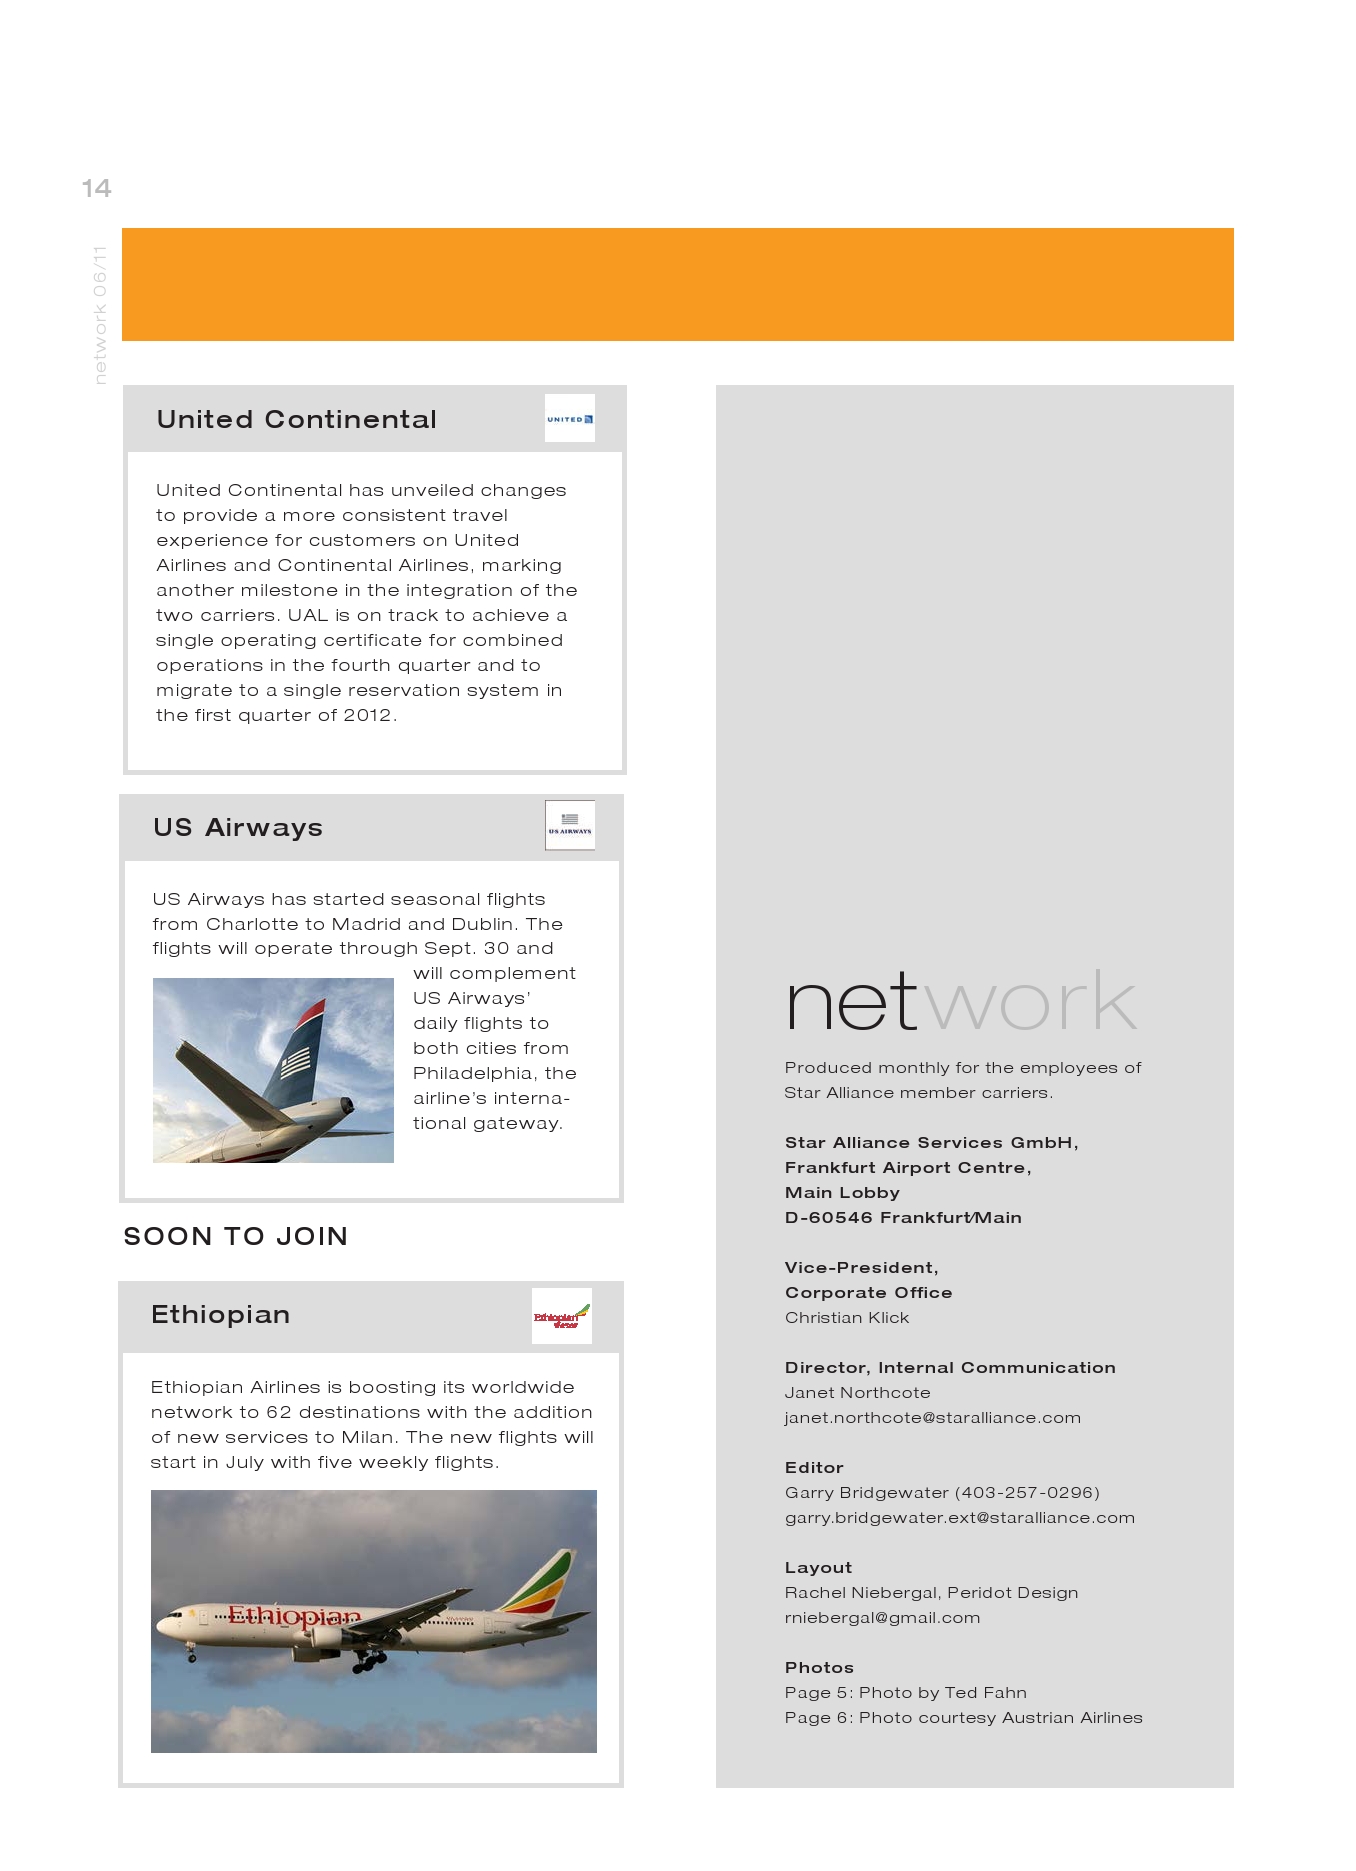 14
network 06/11
United Continental
UNITED
United Continental has unveiled changes
to provide a more consistent travel
experience for customers on United
Airlines and Continental Airlines, marking
another milestone in the integration of the
two carriers. UAL is on track to achieve a
single operating certificate for combined
operations in the fourth quarter and to
migrate to a single reservation system in
the first quarter of 2012.
US Airways
US AIRWAYS
US Airways has started seasonal flights
from Charlotte to Madrid and Dublin. The
flights will operate through Sept. 30 and
will complement
US Airways'
daily flights to
both cities from
Philadelphia, the
airline's interna-
tional gateway.
SOON TO JOIN
Ethiopian
Ethiopian
Ethiopian Airlines is boosting its worldwide
network to 62 destinations with the addition
of new services to Milan. The new flights will
start in July with five weekly flights.
Ethiopian
network
Produced monthly for the employees of
Star Alliance member carriers.
Star Alliance Services GmbH,
Frankfurt Airport Centre,
Main Lobby
D-60546 Frankfurt/Main
Vice-President,
Corporate Office
Christian Klick
Director, Internal Communication
Janet Northcote
janet.northcote@staralliance.com
Editor
Garry Bridgewater (403-257-0296)
garry.bridgewater.ext@staralliance.com
Layout
Rachel Niebergal, Peridot Design
rniebergal@gmail.com
Photos
Page 5: Photo by Ted Fahn
Page 6: Photo courtesy Austrian Airlines